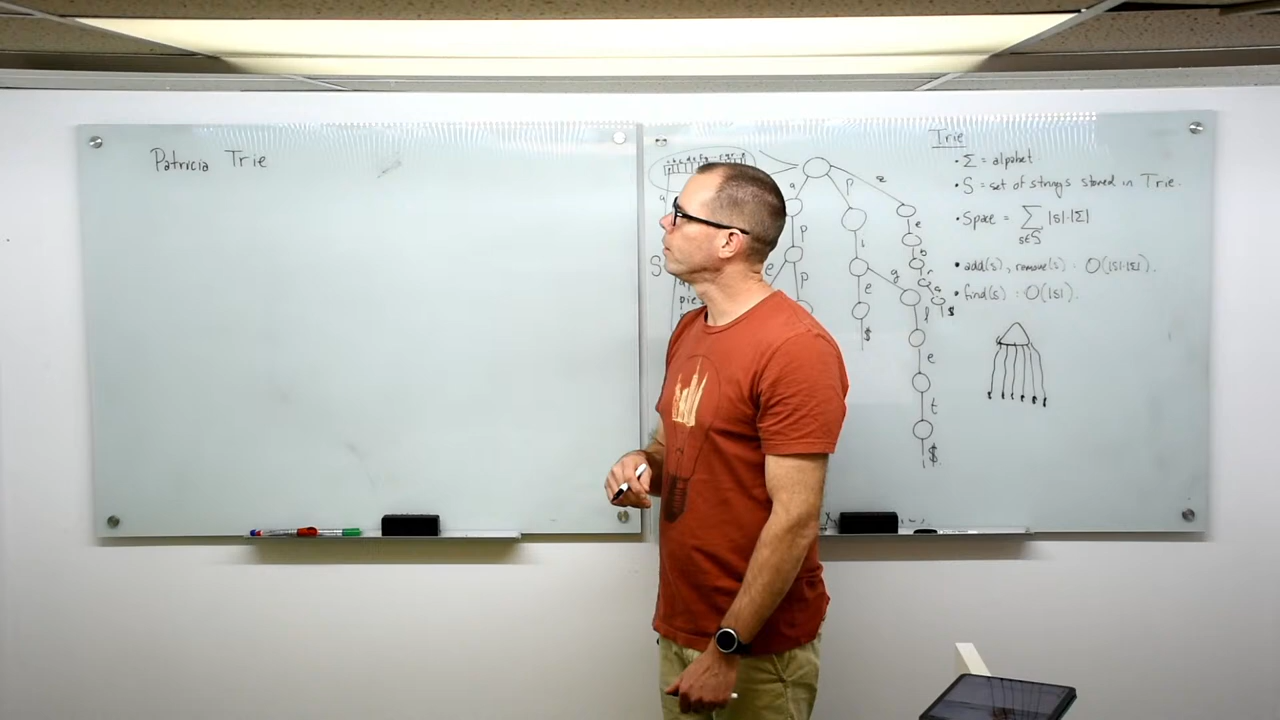 Patricia Trie
Trie
• Σ = alphabet
• S = set of strings stored in Trie.
• Space = ∑ |s|·|Σ|
s∈S
• add(s), remove(s) : O(|s|·|Σ|).
• find(s) : O(|s|).
a
p
z
p
i
e
p
e
g
b
r
a
$
e
e
l
$
e
t
$